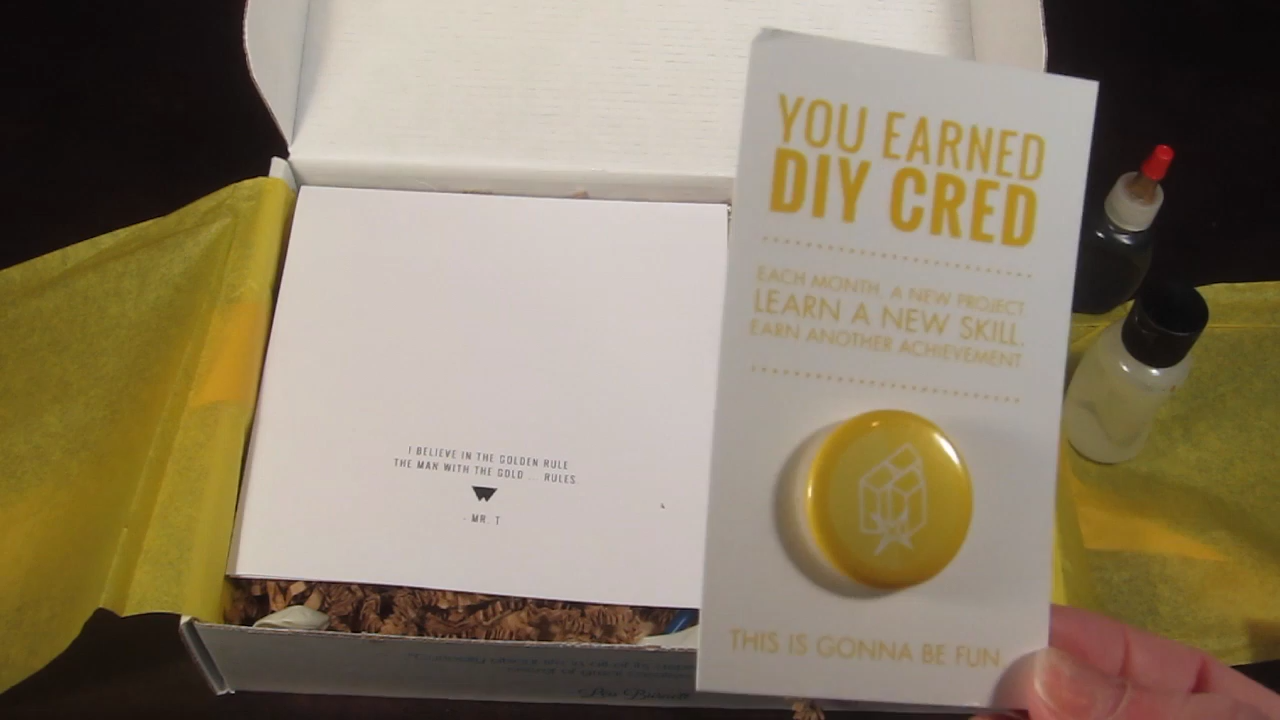 YOU EARNED
DIY CRED
EACH MONTH, A NEW PROJECT.
LEARN A NEW SKILL.
EARN ANOTHER ACHIEVEMENT
THIS IS GONNA BE FUN.
I BELIEVE IN THE GOLDEN RULE
THE MAN WITH THE GOLD ... RULES.
- MR. T